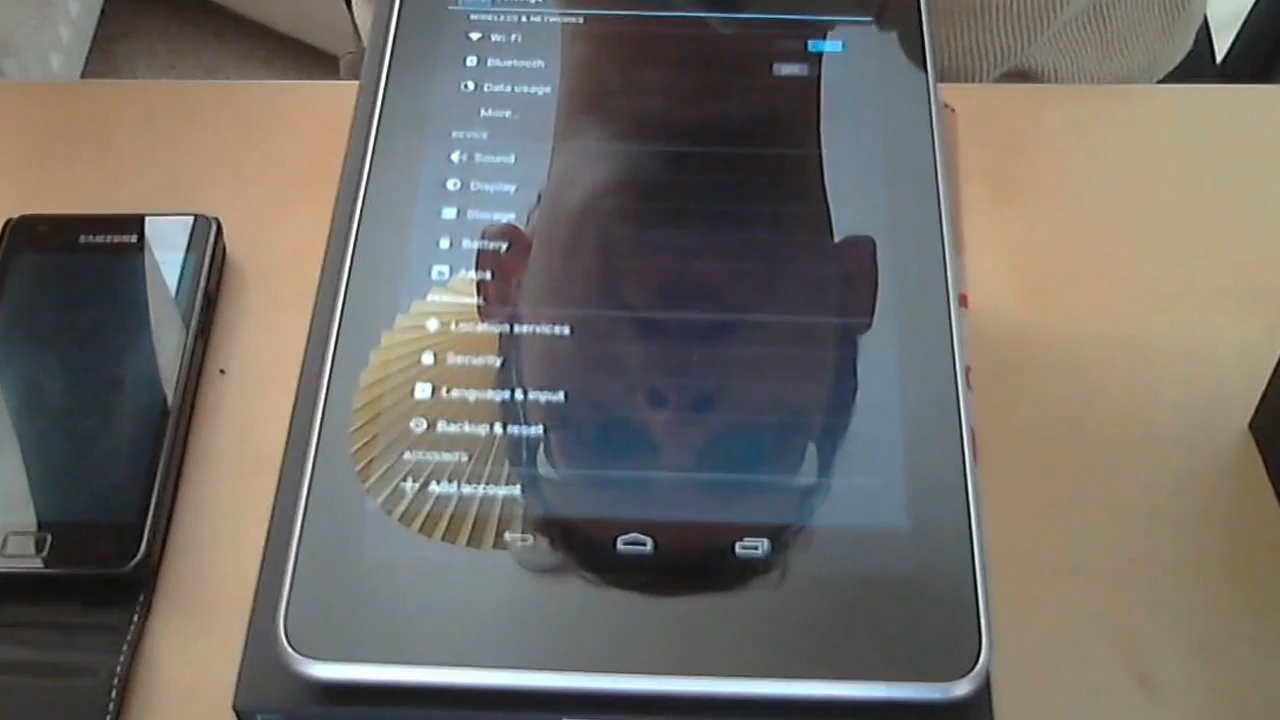 WIRELESS & NETWORKS
Wi-Fi
Bluetooth
OFF
Data usage
More...
DEVICE
Sound
Display
Storage
Battery
Apps
Location services
Security
Language & input
Backup & reset
ACCOUNTS
Add account
SAMSUNG